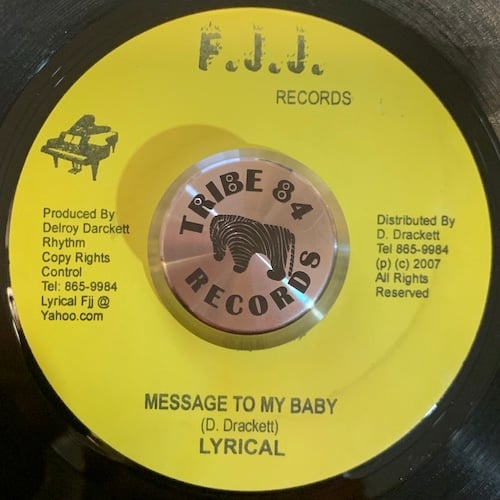 F.J.J.
RECORDS
Produced By
Delroy Darckett
Rhythm
Copy Rights
Control
Tel: 865-9984
Lyrical Fjj @
Yahoo.com
TRIBE 84
RECORDS
Distributed By
D. Drackett
Tel 865-9984
(p) (c) 2007
All Rights
Reserved
MESSAGE TO MY BABY
(D. Drackett)
LYRICAL